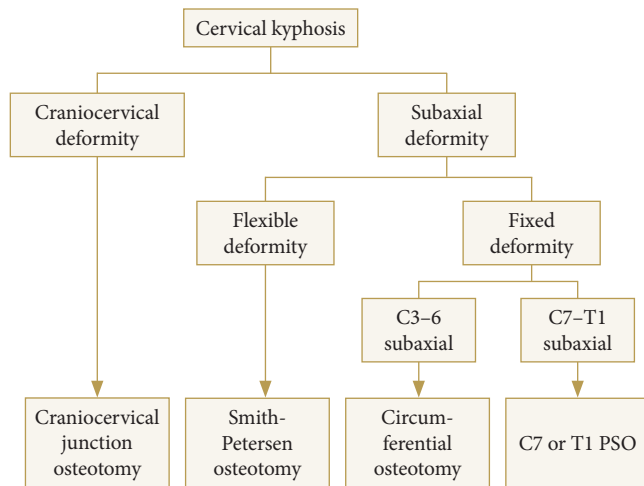 Cervical kyphosis
Craniocervical
deformity
Subaxial
deformity
Flexible
deformity
Fixed
deformity
C3–6
subaxial
C7–T1
subaxial
Craniocervical
junction
osteotomy
Smith-
Petersen
osteotomy
Circum-
ferential
osteotomy
C7 or T1 PSO